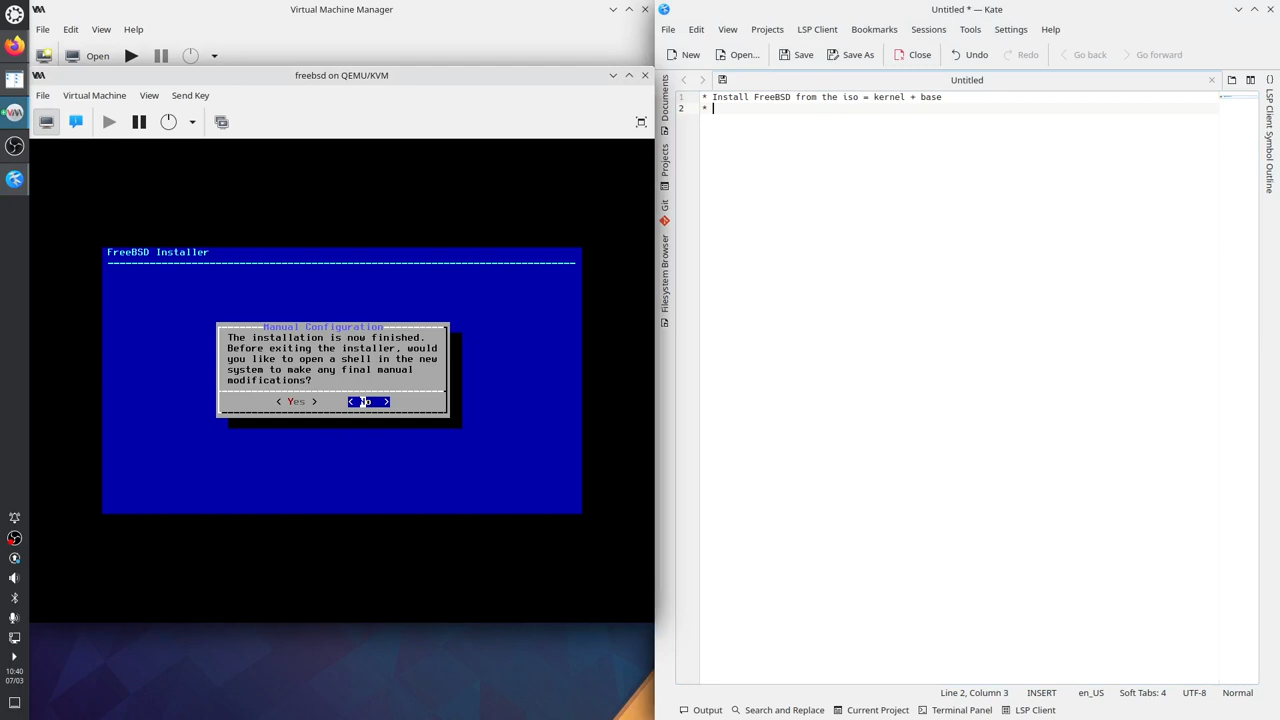 Virtual Machine Manager
File Edit View Help
Open
freebsd on QEMU/KVM
File Virtual Machine View Send Key
FreeBSD Installer
Manual Configuration
The installation is now finished.
Before exiting the installer, would
you like to open a shell in the new
system to make any final manual
modifications?
< Yes > < No >
10:40
07/03
Untitled * — Kate
File Edit View Projects LSP Client Bookmarks Sessions Tools Settings Help
New Open... Save Save As Close Undo Redo Go back Go forward
Untitled
1 * Install FreeBSD from the iso = kernel + base
2 *
Documents
Projects
Git
Filesystem Browser
LSP Client Symbol Outline
Line 2, Column 3 INSERT en_US Soft Tabs: 4 UTF-8 Normal
Output Search and Replace Current Project Terminal Panel LSP Client